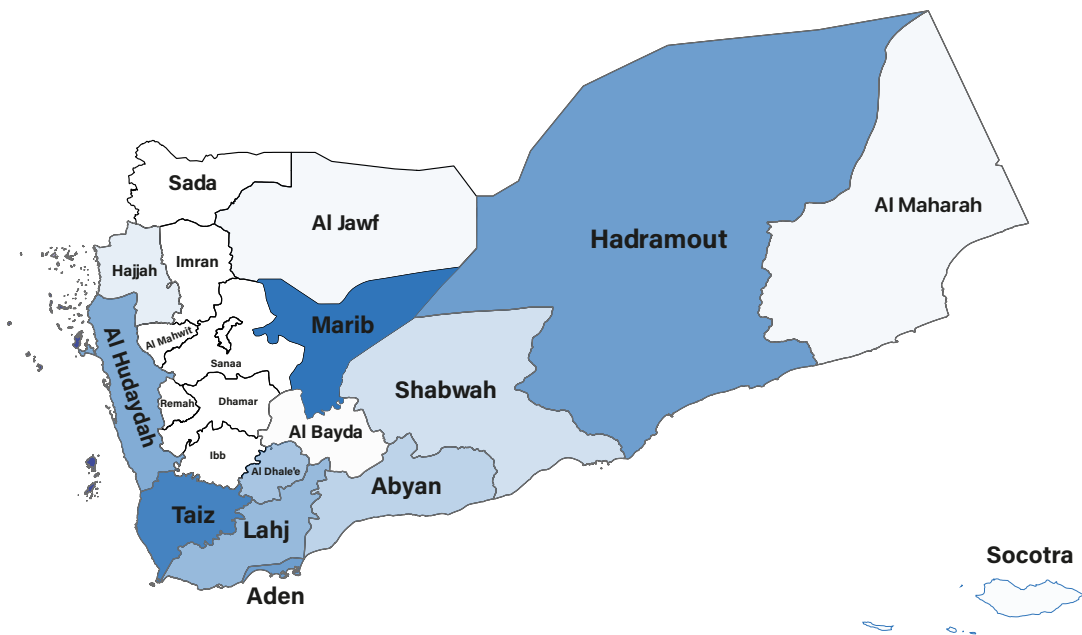 Sada
Al Jawf
Al Maharah
Hadramout
Imran
Hajjah
Marib
Al Mahwit
Al Hudaydah
Sanaa
Shabwah
Remah
Dhamar
Al Bayda
Ibb
Al Dhale'e
Abyan
Taiz
Lahj
Socotra
Aden